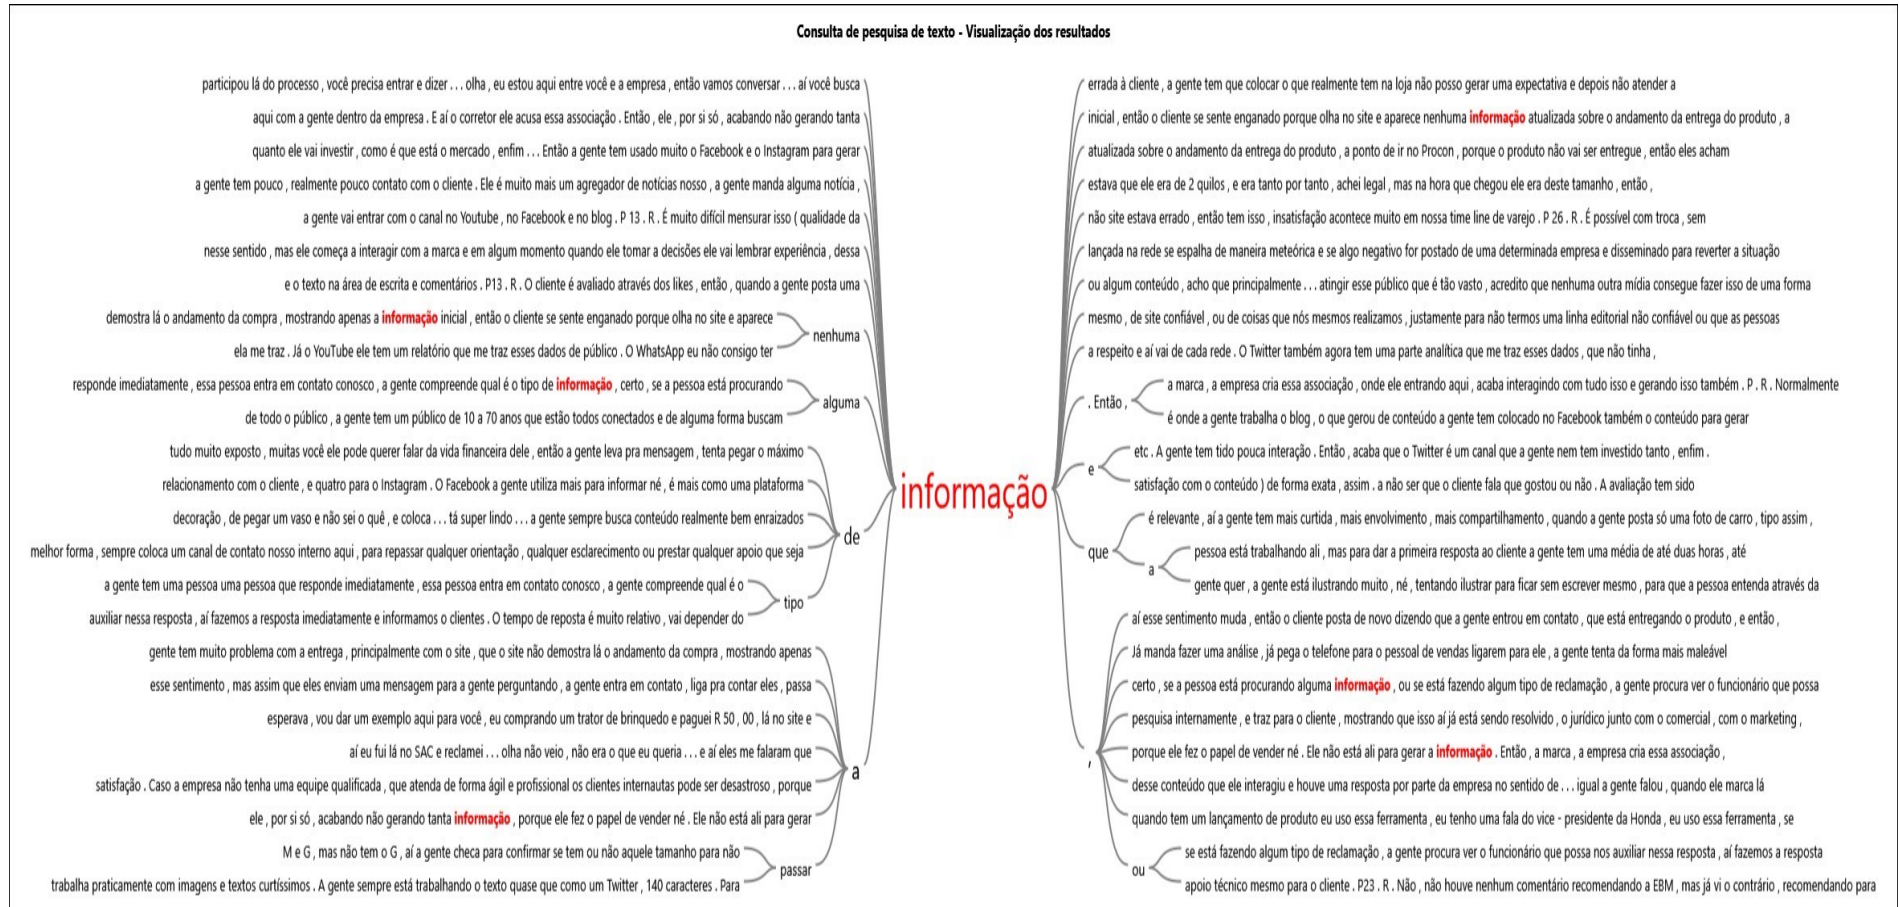 Consulta de pesquisa de texto - Visualização dos resultados
participou lá do processo , você precisa entrar e dizer . . . olha , eu estou aqui entre você e a empresa , então vamos conversar . . . aí você busca
aqui com a gente dentro da empresa . E aí o corretor ele acusa essa associação . Então , ele , por si só , acabando não gerando tanta
quanto ele vai investir , como é que está o mercado , enfim . . . Então a gente tem usado muito o Facebook e o Instagram para gerar
a gente tem pouco , realmente pouco contato com o cliente . Ele é muito mais um agregador de notícias nosso , a gente manda alguma notícia ,
a gente vai entrar com o canal no Youtube , no Facebook e no blog . P 13 . R . É muito difícil mensurar isso ( qualidade da
nesse sentido , mas ele começa a interagir com a marca e em algum momento quando ele tomar a decisões ele vai lembrar experiência , dessa
e o texto na área de escrita e comentários . P13 . R . O cliente é avaliado através dos likes , então , quando a gente posta uma
demostra lá o andamento da compra , mostrando apenas a informação inicial , então o cliente se sente enganado porque olha no site e aparece
nenhuma
ela me traz . Já o YouTube ele tem um relatório que me traz esses dados de público . O WhatsApp eu não consigo ter
responde imediatamente , essa pessoa entra em contato conosco , a gente compreende qual é o tipo de informação , certo , se a pessoa está procurando
alguma
de todo o público , a gente tem um público de 10 a 70 anos que estão todos conectados e de alguma forma buscam
tudo muito exposto , muitas você ele pode querer falar da vida financeira dele , então a gente leva pra mensagem , tenta pegar o máximo
relacionamento com o cliente , e quatro para o Instagram . O Facebook a gente utiliza mais para informar né , é mais como uma plataforma
decoração , de pegar um vaso e não sei o quê , e coloca . . . tá super lindo . . . a gente sempre busca conteúdo realmente bem enraizados
de
melhor forma , sempre coloca um canal de contato nosso interno aqui , para repassar qualquer orientação , qualquer esclarecimento ou prestar qualquer apoio que seja
a gente tem uma pessoa uma pessoa que responde imediatamente , essa pessoa entra em contato conosco , a gente compreende qual é o
tipo
auxiliar nessa resposta , aí fazemos a resposta imediatamente e informamos o clientes . O tempo de reposta é muito relativo , vai depender do
gente tem muito problema com a entrega , principalmente com o site , que o site não demostra lá o andamento da compra , mostrando apenas
esse sentimento , mas assim que eles enviam uma mensagem para a gente perguntando , a gente entra em contato , liga pra contar eles , passa
esperava , vou dar um exemplo aqui para você , eu comprando um trator de brinquedo e paguei R 50 , 00 , lá no site e
aí eu fui lá no SAC e reclamei . . . olha não veio , não era o que eu queria . . . e aí eles me falaram que
a
satisfação . Caso a empresa não tenha uma equipe qualificada , que atenda de forma ágil e profissional os clientes internautas pode ser desastroso , porque
ele , por si só , acabando não gerando tanta informação , porque ele fez o papel de vender né . Ele não está ali para gerar
M e G , mas não tem o G , aí a gente checa para confirmar se tem ou não aquele tamanho para não
passar
trabalha praticamente com imagens e textos curtíssimos . A gente sempre está trabalhando o texto quase que como um Twitter , 140 caracteres . Para
informação
errada à cliente , a gente tem que colocar o que realmente tem na loja não posso gerar uma expectativa e depois não atender a
inicial , então o cliente se sente enganado porque olha no site e aparece nenhuma informação atualizada sobre o andamento da entrega do produto , a
atualizada sobre o andamento da entrega do produto , a ponto de ir no Procon , porque o produto não vai ser entregue , então eles acham
estava que ele era de 2 quilos , e era tanto por tanto , achei legal , mas na hora que chegou ele era deste tamanho , então ,
não site estava errado , então tem isso , insatisfação acontece muito em nossa time line de varejo . P 26 . R . É possível com troca , sem
lançada na rede se espalha de maneira meteórica e se algo negativo for postado de uma determinada empresa e disseminado para reverter a situação
ou algum conteúdo , acho que principalmente . . . atingir esse público que é tão vasto , acredito que nenhuma outra mídia consegue fazer isso de uma forma
mesmo , de site confiável , ou de coisas que nós mesmos realizamos , justamente para não termos uma linha editorial não confiável ou que as pessoas
a respeito e aí vai de cada rede . O Twitter também agora tem uma parte analítica que me traz esses dados , que não tinha ,
a marca , a empresa cria essa associação , onde ele entrando aqui , acaba interagindo com tudo isso e gerando isso também . P . R . Normalmente
. Então ,
é onde a gente trabalha o blog , o que gerou de conteúdo a gente tem colocado no Facebook também o conteúdo para gerar
etc . A gente tem tido pouca interação . Então , acaba que o Twitter é um canal que a gente nem tem investido tanto , enfim .
e
satisfação com o conteúdo ) de forma exata , assim . a não ser que o cliente fala que gostou ou não . A avaliação tem sido
é relevante , aí a gente tem mais curtida , mais envolvimento , mais compartilhamento , quando a gente posta só uma foto de carro , tipo assim ,
que
pessoa está trabalhando ali , mas para dar a primeira resposta ao cliente a gente tem uma média de até duas horas , até
a
gente quer , a gente está ilustrando muito , né , tentando ilustrar para ficar sem escrever mesmo , para que a pessoa entenda através da
aí esse sentimento muda , então o cliente posta de novo dizendo que a gente entrou em contato , que está entregando o produto , e então ,
Já manda fazer uma análise , já pega o telefone para o pessoal de vendas ligarem para ele , a gente tenta da forma mais maleável
certo , se a pessoa está procurando alguma informação , ou se está fazendo algum tipo de reclamação , a gente procura ver o funcionário que possa
pesquisa internamente , e traz para o cliente , mostrando que isso aí já está sendo resolvido , o jurídico junto com o comercial , com o marketing ,
porque ele fez o papel de vender né . Ele não está ali para gerar a informação . Então , a marca , a empresa cria essa associação ,
,
desse conteúdo que ele interagiu e houve uma resposta por parte da empresa no sentido de . . . igual a gente falou , quando ele marca lá
quando tem um lançamento de produto eu uso essa ferramenta , eu tenho uma fala do vice - presidente da Honda , eu uso essa ferramenta , se
se está fazendo algum tipo de reclamação , a gente procura ver o funcionário que possa nos auxiliar nessa resposta , aí fazemos a resposta
ou
apoio técnico mesmo para o cliente . P23 . R . Não , não houve nenhum comentário recomendando a EBM , mas já vi o contrário , recomendando para